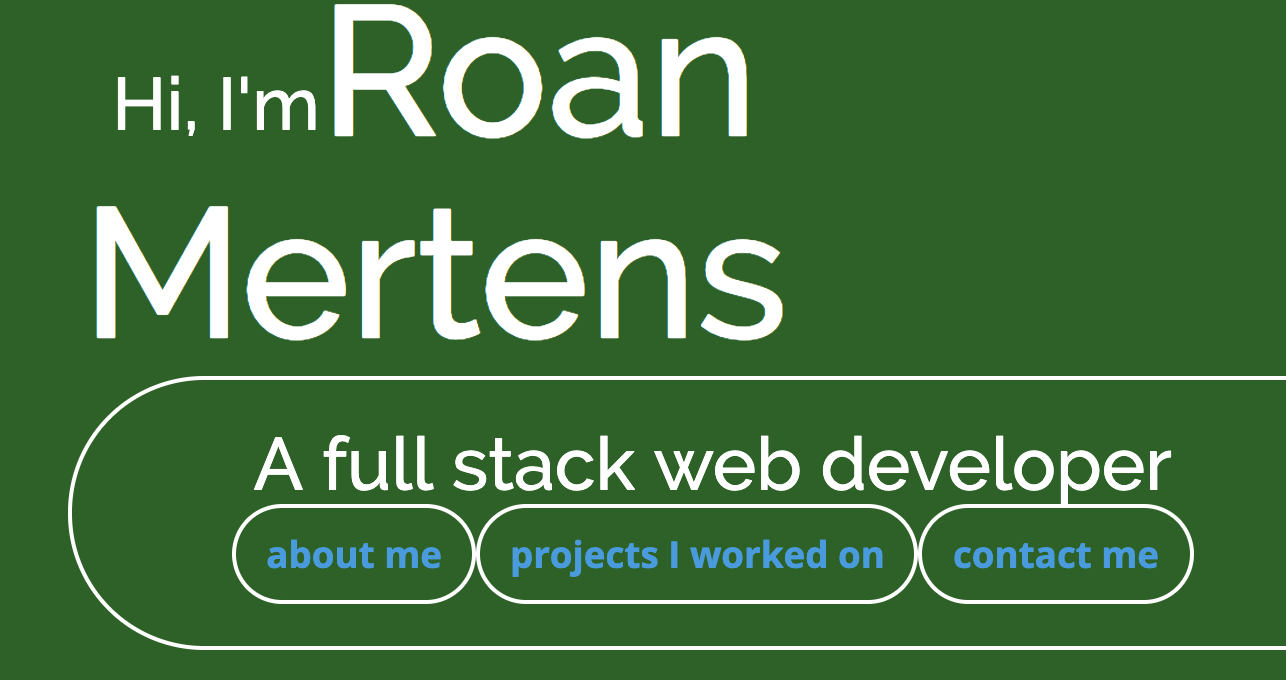 Hi, I'm Roan
Mertens
A full stack web developer
about me projects I worked on contact me